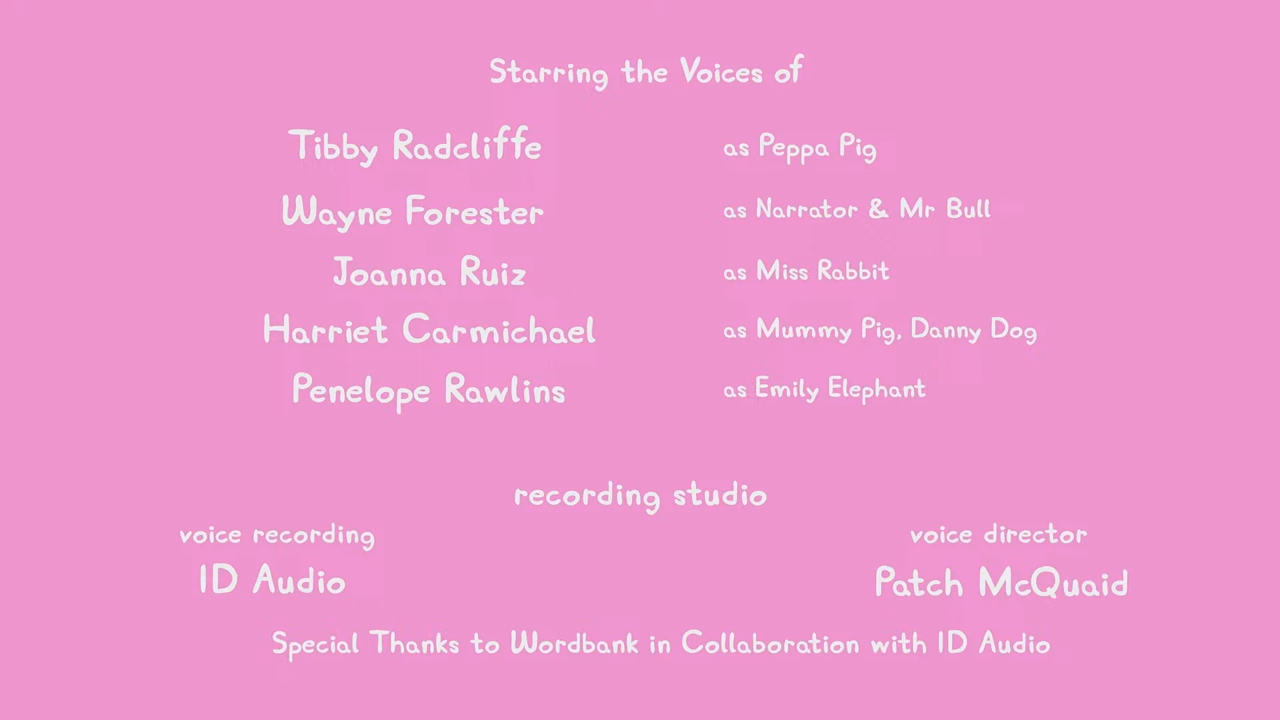 Starring the Voices of
Tibby Radcliffe as Peppa Pig
Wayne Forester as Narrator & Mr Bull
Joanna Ruiz as Miss Rabbit
Harriet Carmichael as Mummy Pig, Danny Dog
Penelope Rawlins as Emily Elephant
recording studio
voice recording voice director
ID Audio Patch McQuaid
Special Thanks to Wordbank in Collaboration with ID Audio